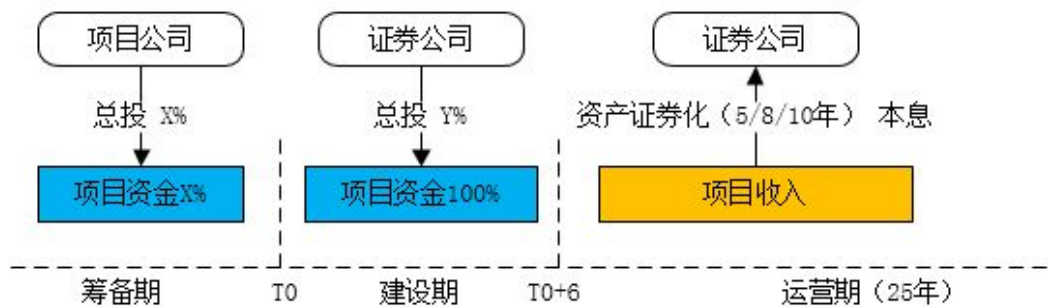 项目公司 证券公司 证券公司
总投 X% 总投 Y% 资产证券化（5/8/10年） 本息
项目资金X% 项目资金100% 项目收入
筹备期 T0 建设期 T0+6 运营期（25年）